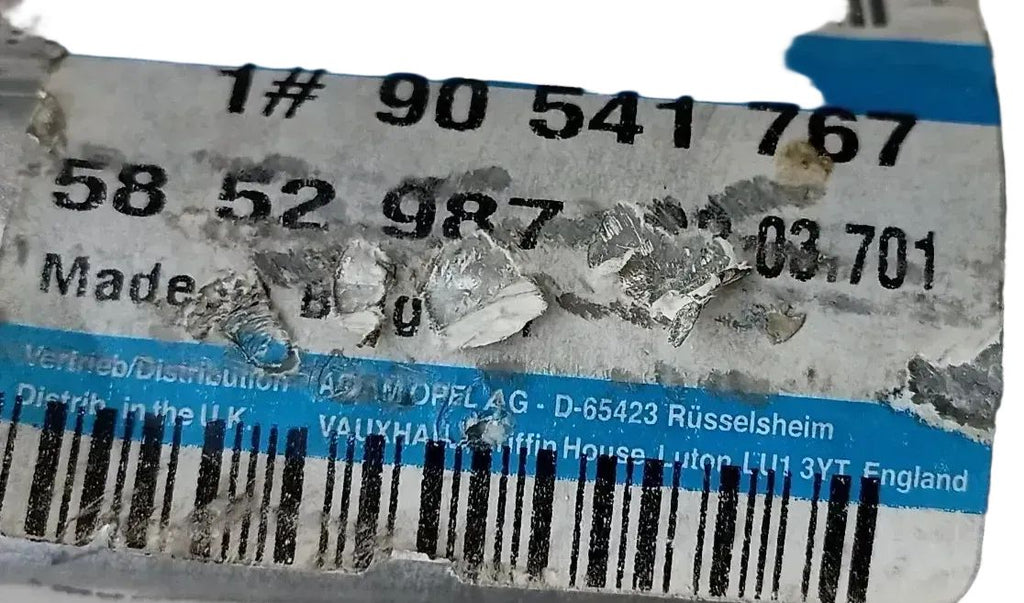 1# 90 541 767
58 52 987 03.701
Made
Vertrieb/Distribution ADAM OPEL AG - D-65423 Rüsselsheim
Distrib. in the U.K. VAUXHALL Griffin House, Luton, LU1 3YT, England